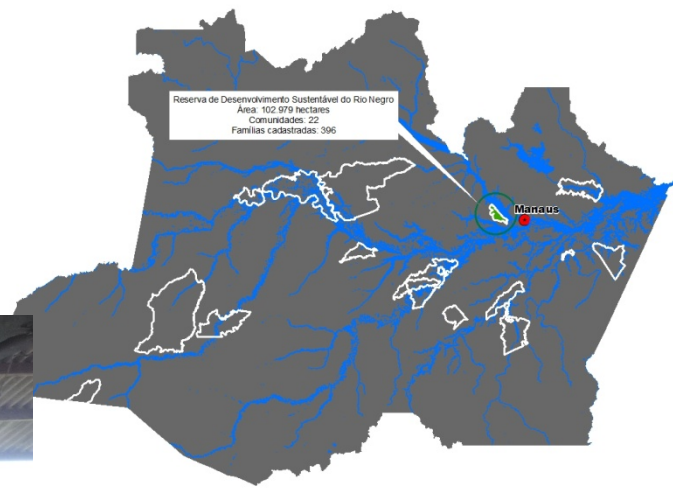 Reserva de Desenvolvimento Sustentável do Rio Negro
Área: 102.979 hectares
Comunidades: 22
Famílias cadastradas: 396
Manaus